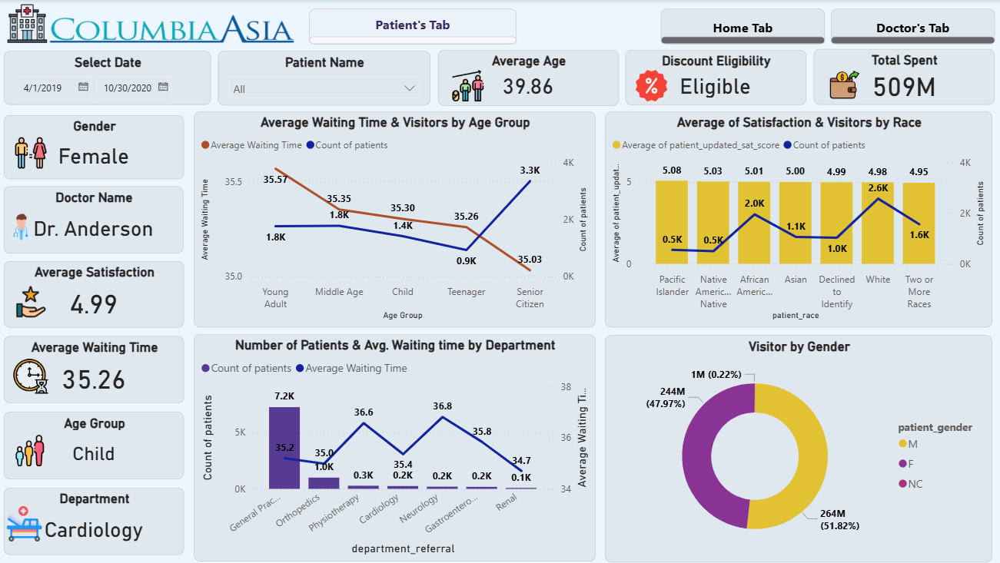 COLUMBIAASIA
Patient's Tab
Home Tab
Doctor's Tab
Select Date
4/1/2019
10/30/2020
Patient Name
All
Average Age
39.86
Discount Eligibility
%
Eligible
Total Spent
$
509M
Gender
Female
Doctor Name
Dr. Anderson
Average Satisfaction
4.99
Average Waiting Time
35.26
Age Group
Child
Department
Cardiology
Average Waiting Time & Visitors by Age Group
Average Waiting Time
Count of patients
Average Waiting Time
35.5
35.0
35.57
35.35
35.30
35.26
35.03
1.8K
1.8K
1.4K
0.9K
3.3K
4K
2K
0K
Count of patients
Young
Adult
Middle Age
Child
Teenager
Senior
Citizen
Age Group
Average of Satisfaction & Visitors by Race
Average of patient_updated_sat_score
Count of patients
Average of patient_updat...
5
0
5.08
5.03
5.01
5.00
4.99
4.98
4.95
0.5K
0.5K
2.0K
1.1K
1.0K
2.6K
1.6K
4K
2K
0K
Count of patients
Pacific
Islander
Native
Americ...
Native
African
Americ...
Asian
Declined
to
Identify
White
Two or
More
Races
patient_race
Number of Patients & Avg. Waiting time by Department
Count of patients
Average Waiting Time
Count of patients
5K
0K
7.2K
1.0K
0.3K
0.2K
0.2K
0.2K
0.1K
35.2
35.0
36.6
35.4
36.8
35.8
34.7
38
36
34
Average Waiting Ti...
General Prac...
Orthopedics
Physiotherapy
Cardiology
Neurology
Gastroentero...
Renal
department_referral
Visitor by Gender
1M (0.22%)
244M
(47.97%)
264M
(51.82%)
patient_gender
M
F
NC